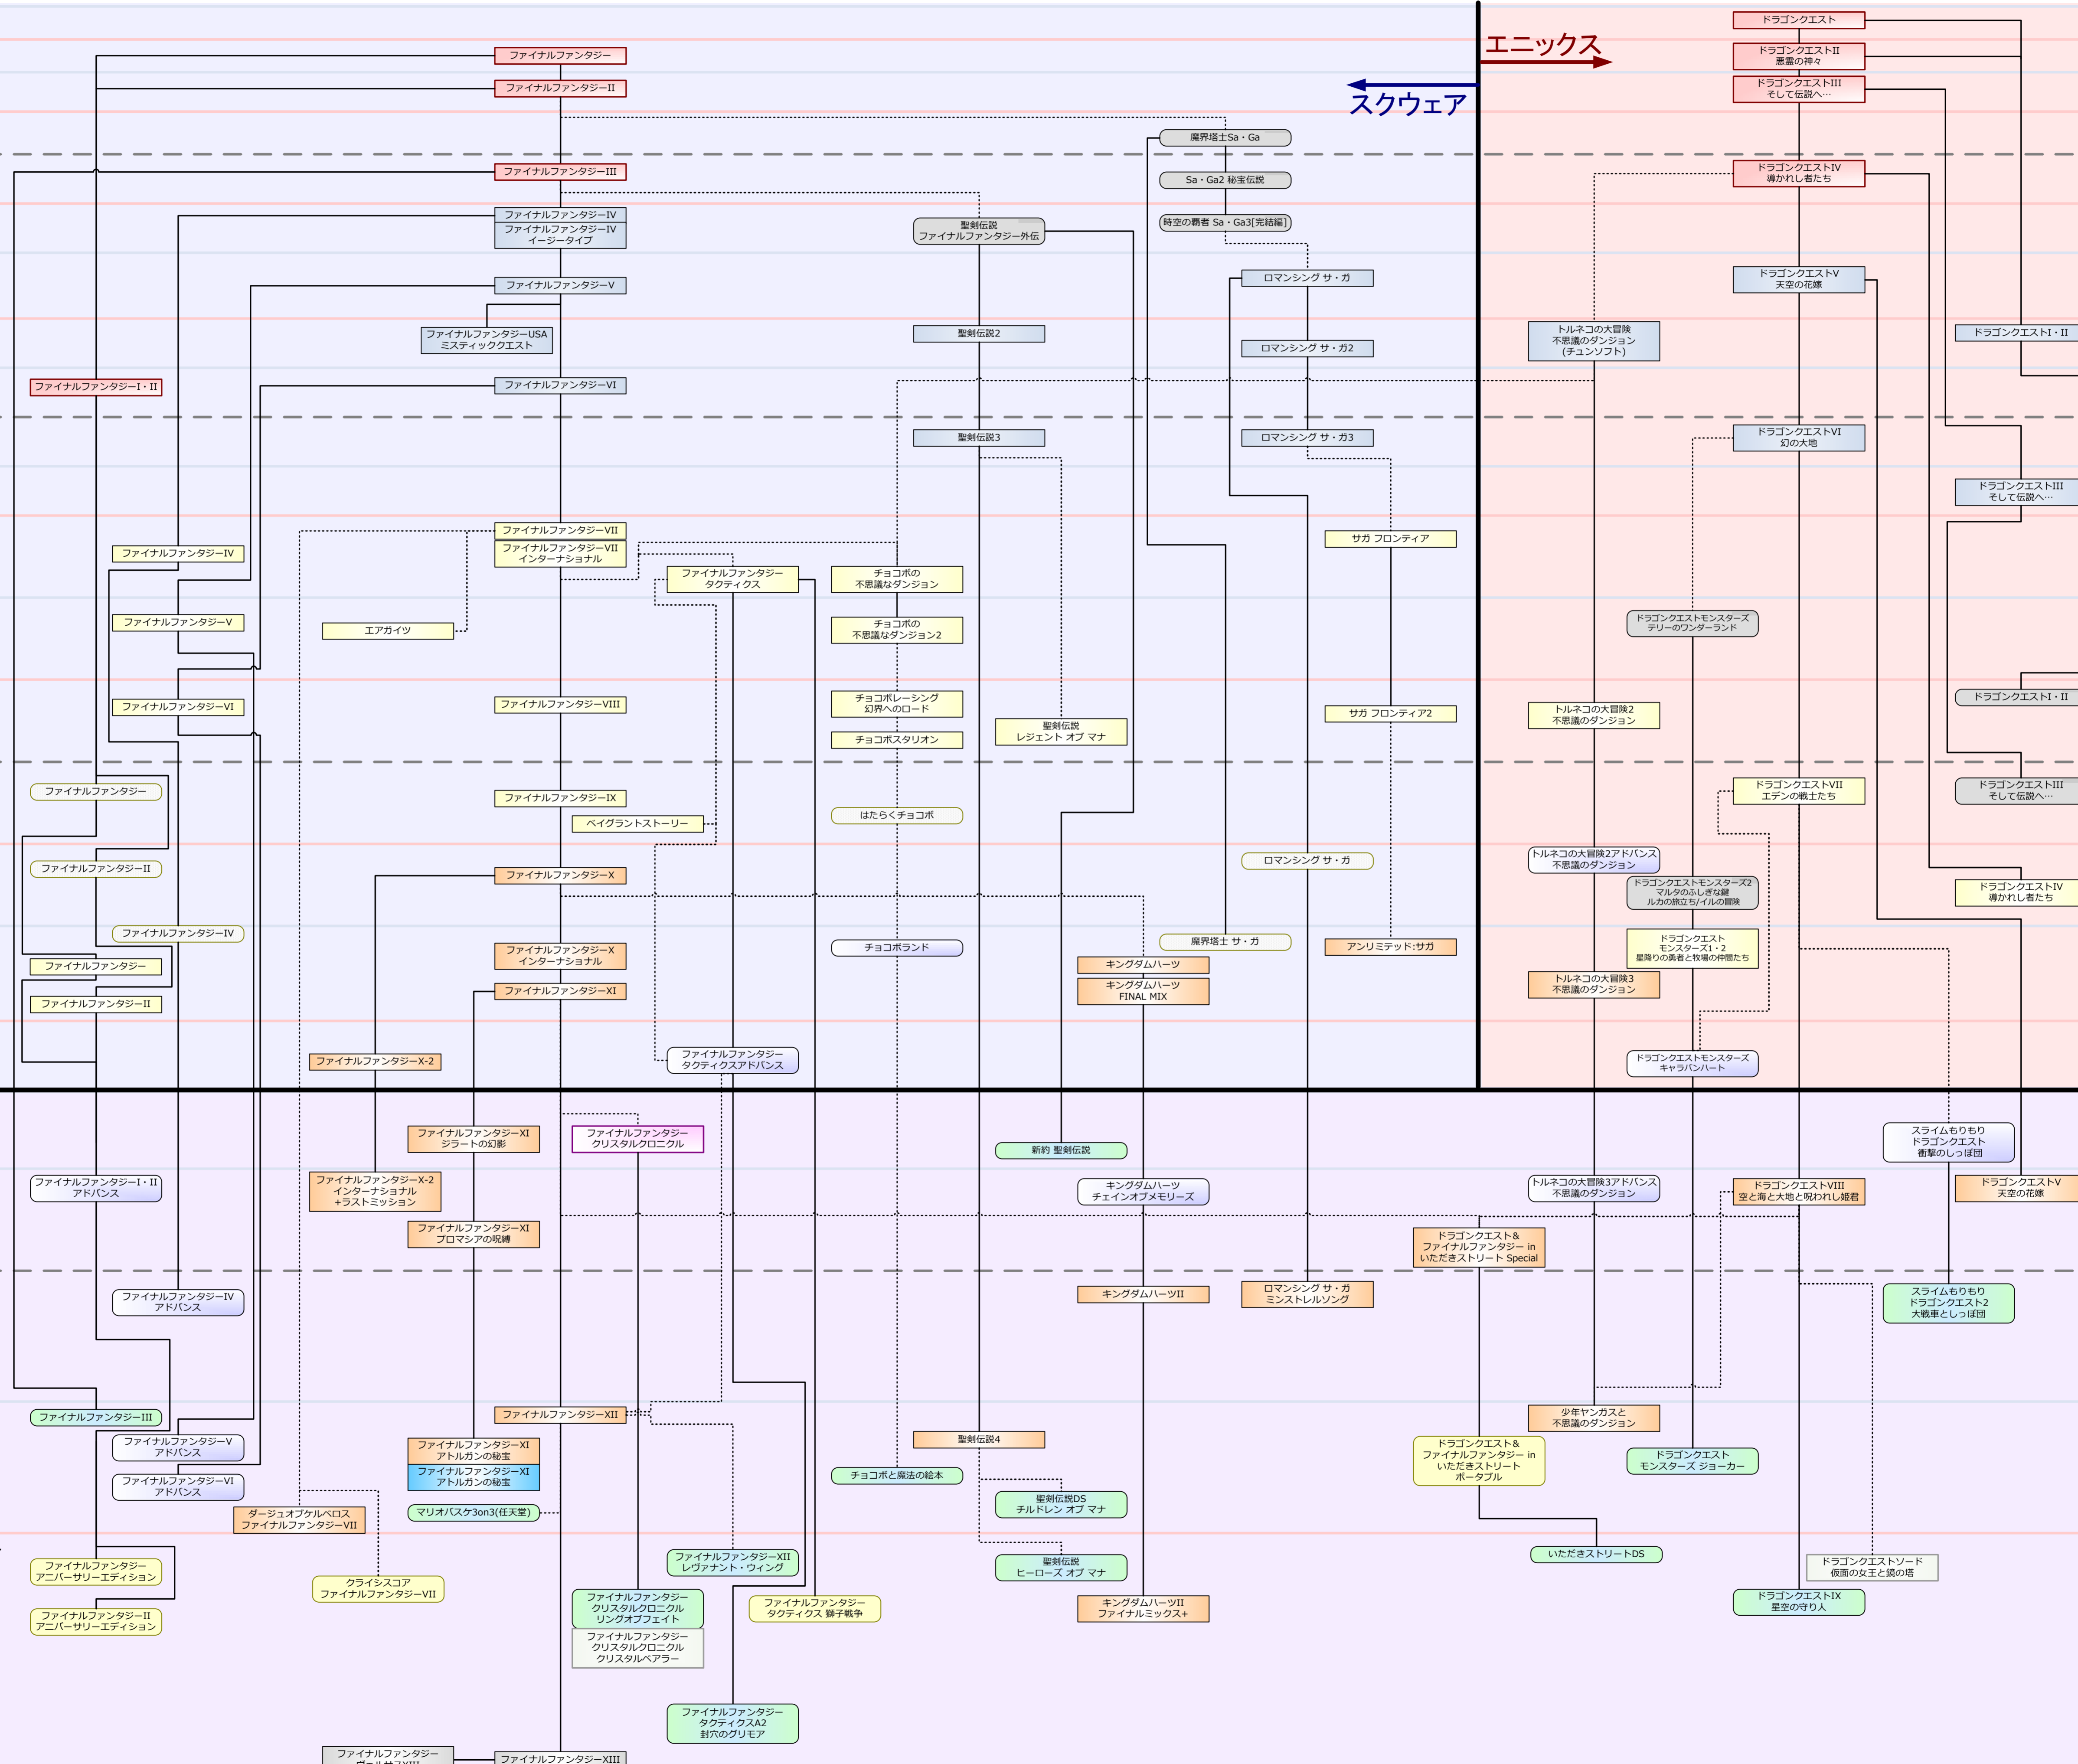 ドラゴンクエスト
エニックス
スクウェア
ドラゴンクエストII
悪霊の神々
ファイナルファンタジー
ファイナルファンタジーII
ドラゴンクエストIII
そして伝説へ…
魔界塔士Sa・Ga
ファイナルファンタジーIII
ドラゴンクエストIV
導かれし者たち
Sa・Ga2 秘宝伝説
ファイナルファンタジーIV
ファイナルファンタジーIV
イージータイプ
聖剣伝説
ファイナルファンタジー外伝
時空の覇者 Sa・Ga3[完結編]
ファイナルファンタジーV
ロマンシング サ・ガ
ドラゴンクエストV
天空の花嫁
ファイナルファンタジーUSA
ミスティッククエスト
聖剣伝説2
ロマンシング サ・ガ2
トルネコの大冒険
不思議のダンジョン
(チュンソフト)
ドラゴンクエストI・II
ファイナルファンタジーI・II
ファイナルファンタジーVI
聖剣伝説3
ロマンシング サ・ガ3
ドラゴンクエストVI
幻の大地
ドラゴンクエストIII
そして伝説へ…
ファイナルファンタジーVII
ファイナルファンタジーVII
インターナショナル
サガ フロンティア
ファイナルファンタジーIV
ファイナルファンタジー
タクティクス
チョコボの
不思議なダンジョン
ファイナルファンタジーV
エアガイツ
チョコボの
不思議なダンジョン2
ドラゴンクエストモンスターズ
テリーのワンダーランド
ファイナルファンタジーVI
ファイナルファンタジーVIII
チョコボレーシング
幻界へのロード
チョコボスタリオン
聖剣伝説
レジェント オブ マナ
サガ フロンティア2
トルネコの大冒険2
不思議のダンジョン
ドラゴンクエストI・II
ファイナルファンタジー
ファイナルファンタジーIX
ベイグラントストーリー
はたらくチョコボ
ドラゴンクエストVII
エデンの戦士たち
ドラゴンクエストIII
そして伝説へ…
ファイナルファンタジーII
ファイナルファンタジーX
ロマンシング サ・ガ
トルネコの大冒険2アドバンス
不思議のダンジョン
ドラゴンクエストモンスターズ2
マルタのふしぎな鍵
ルカの旅立ち/イルの冒険
ドラゴンクエストIV
導かれし者たち
ファイナルファンタジーIV
ファイナルファンタジーX
インターナショナル
チョコボランド
魔界塔士 サ・ガ
アンリミテッド:サガ
ドラゴンクエスト
モンスターズ1・2
星降りの勇者と牧場の仲間たち
ファイナルファンタジー
キングダムハーツ
キングダムハーツ
FINAL MIX
トルネコの大冒険3
不思議のダンジョン
ファイナルファンタジーII
ファイナルファンタジーXI
ファイナルファンタジーX-2
ファイナルファンタジー
タクティクスアドバンス
ドラゴンクエストモンスターズ
キャラバンハート
ファイナルファンタジーXI
ジラートの幻影
ファイナルファンタジー
クリスタルクロニクル
新約 聖剣伝説
スライムもりもり
ドラゴンクエスト
衝撃のしっぽ団
ファイナルファンタジーI・II
アドバンス
ファイナルファンタジーX-2
インターナショナル
+ラストミッション
キングダムハーツ
チェインオブメモリーズ
トルネコの大冒険3アドバンス
不思議のダンジョン
ドラゴンクエストVIII
空と海と大地と呪われし姫君
ドラゴンクエストV
天空の花嫁
ファイナルファンタジーXI
プロマシアの呪縛
ドラゴンクエスト＆
ファイナルファンタジー in
いただきストリート Special
ファイナルファンタジーIV
アドバンス
キングダムハーツII
ロマンシング サ・ガ
ミンストレルソング
スライムもりもり
ドラゴンクエスト2
大戦車としっぽ団
ファイナルファンタジーIII
ファイナルファンタジーXII
少年ヤンガスと
不思議のダンジョン
ファイナルファンタジーV
アドバンス
ファイナルファンタジーXI
アトルガンの秘宝
ファイナルファンタジーXI
アトルガンの秘宝
聖剣伝説4
ドラゴンクエスト＆
ファイナルファンタジー in
いただきストリート
ポータブル
ドラゴンクエスト
モンスターズ ジョーカー
ファイナルファンタジーVI
アドバンス
チョコボと魔法の絵本
ダージュオブケルベロス
ファイナルファンタジーVII
マリオバスケ3on3(任天堂)
聖剣伝説DS
チルドレン オブ マナ
ファイナルファンタジー
アニバーサリーエディション
ファイナルファンタジーXII
レヴァナント・ウィング
聖剣伝説
ヒーローズ オブ マナ
いただきストリートDS
ドラゴンクエストソード
仮面の女王と鏡の塔
クライシスコア
ファイナルファンタジーVII
ファイナルファンタジーII
アニバーサリーエディション
ファイナルファンタジー
クリスタルクロニクル
リングオブフェイト
ファイナルファンタジー
タクティクス 獅子戦争
キングダムハーツII
ファイナルミックス+
ドラゴンクエストIX
星空の守り人
ファイナルファンタジー
クリスタルクロニクル
クリスタルベアラー
ファイナルファンタジー
タクティクスA2
封穴のグリモア
ファイナルファンタジー
ヴェルサスXIII
ファイナルファンタジーXIII